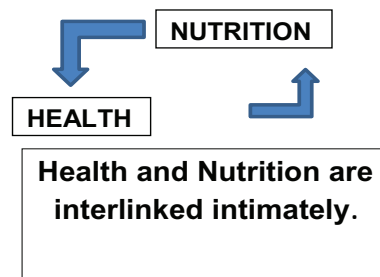 NUTRITION
HEALTH
Health and Nutrition are
interlinked intimately.